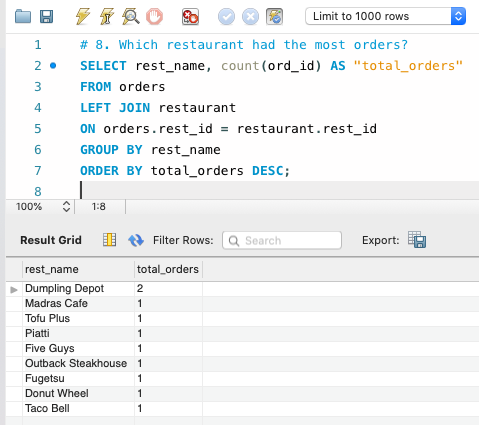 Limit to 1000 rows
1 # 8. Which restaurant had the most orders?
2 SELECT rest_name, count(ord_id) AS "total_orders"
3 FROM orders
4 LEFT JOIN restaurant
5 ON orders.rest_id = restaurant.rest_id
6 GROUP BY rest_name
7 ORDER BY total_orders DESC;
8
100% 1:8
Result Grid Filter Rows: Search Export:
rest_name total_orders
Dumpling Depot 2
Madras Cafe 1
Tofu Plus 1
Piatti 1
Five Guys 1
Outback Steakhouse 1
Fugetsu 1
Donut Wheel 1
Taco Bell 1